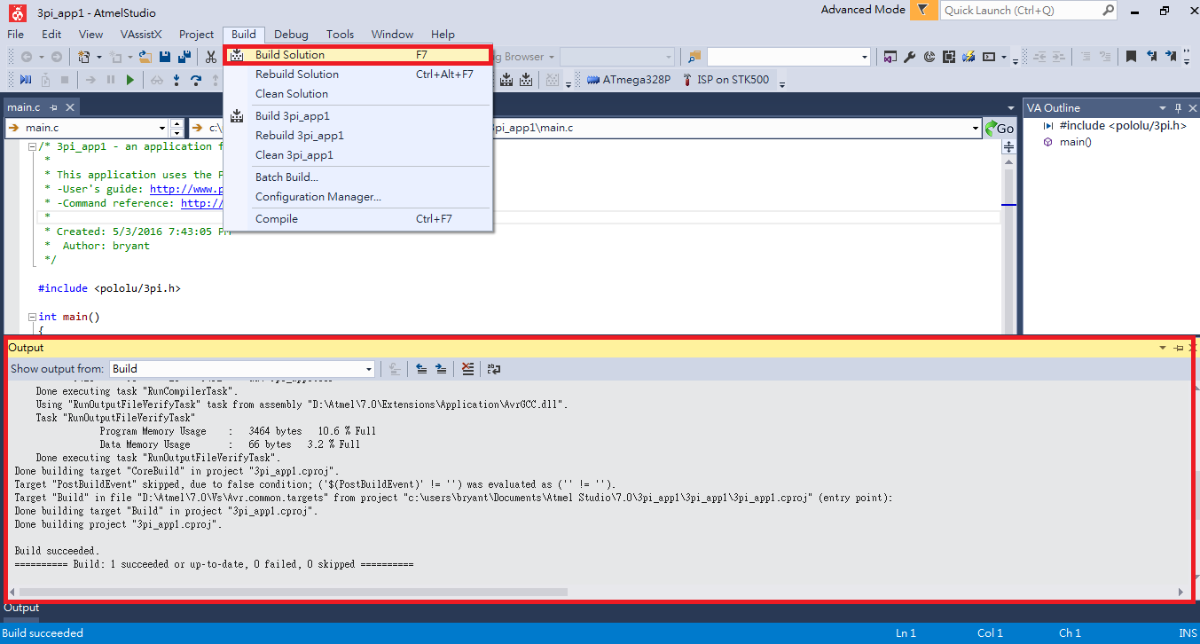 3pi_app1 - AtmelStudio
Advanced Mode
Quick Launch (Ctrl+Q)
File Edit View VAssistX Project Build Debug Tools Window Help
Build Solution F7
Browser
Rebuild Solution Ctrl+Alt+F7
ATmega328P ISP on STK500
Clean Solution
main.c
VA Outline
Build 3pi_app1
main.c
c:\
3pi_app1\main.c
Go
#include <pololu/3pi.h>
Rebuild 3pi_app1
main()
Clean 3pi_app1
Batch Build...
Configuration Manager...
Compile Ctrl+F7
/* 3pi_app1 - an application f
*
* This application uses the P
* -User's guide: http://www.p
* -Command reference: http://
*
* Created: 5/3/2016 7:43:05 PM
* Author: bryant
*/
#include <pololu/3pi.h>
int main()
{
Output
Show output from: Build
Done executing task "RunCompilerTask".
Using "RunOutputFileVerifyTask" task from assembly "D:\Atmel\7.0\Extensions\Application\AvrGCC.dll".
Task "RunOutputFileVerifyTask"
Program Memory Usage : 3464 bytes 10.6 % Full
Data Memory Usage : 66 bytes 3.2 % Full
Done executing task "RunOutputFileVerifyTask".
Done building target "CoreBuild" in project "3pi_app1.cproj".
Target "PostBuildEvent" skipped, due to false condition; ('$(PostBuildEvent)' != '') was evaluated as ('' != '').
Target "Build" in file "D:\Atmel\7.0\Vs\Avr.common.targets" from project "c:\users\bryant\Documents\Atmel Studio\7.0\3pi_app1\3pi_app1\3pi_app1.cproj" (entry point):
Done building target "Build" in project "3pi_app1.cproj".
Done building project "3pi_app1.cproj".
Build succeeded.
========== Build: 1 succeeded or up-to-date, 0 failed, 0 skipped ==========
Output
Build succeeded
Ln 1
Col 1
Ch 1
INS